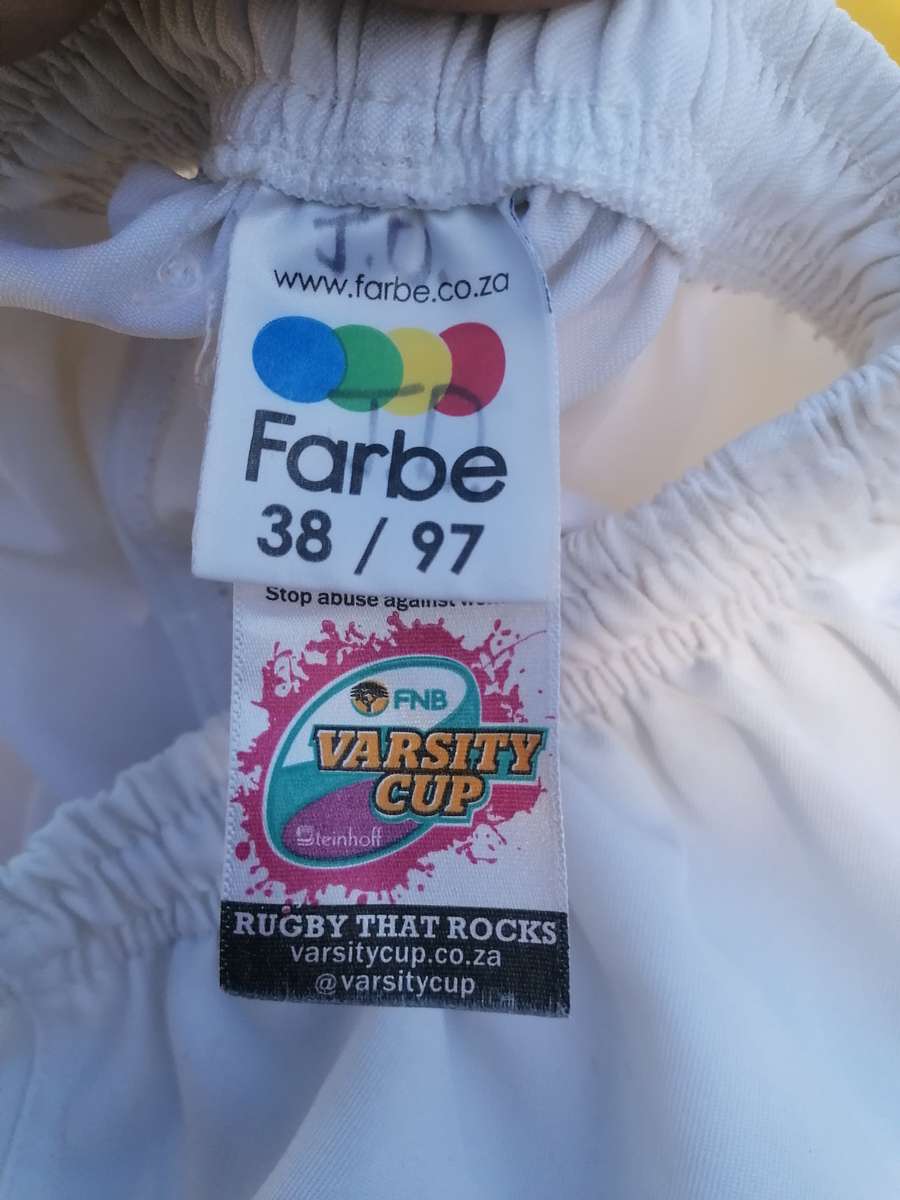 J.D.
www.farbe.co.za
JD
Farbe
38 / 97
Stop abuse against
FNB
VARSITY
CUP
Steinhoff
RUGBY THAT ROCKS
varsitycup.co.za
@varsitycup